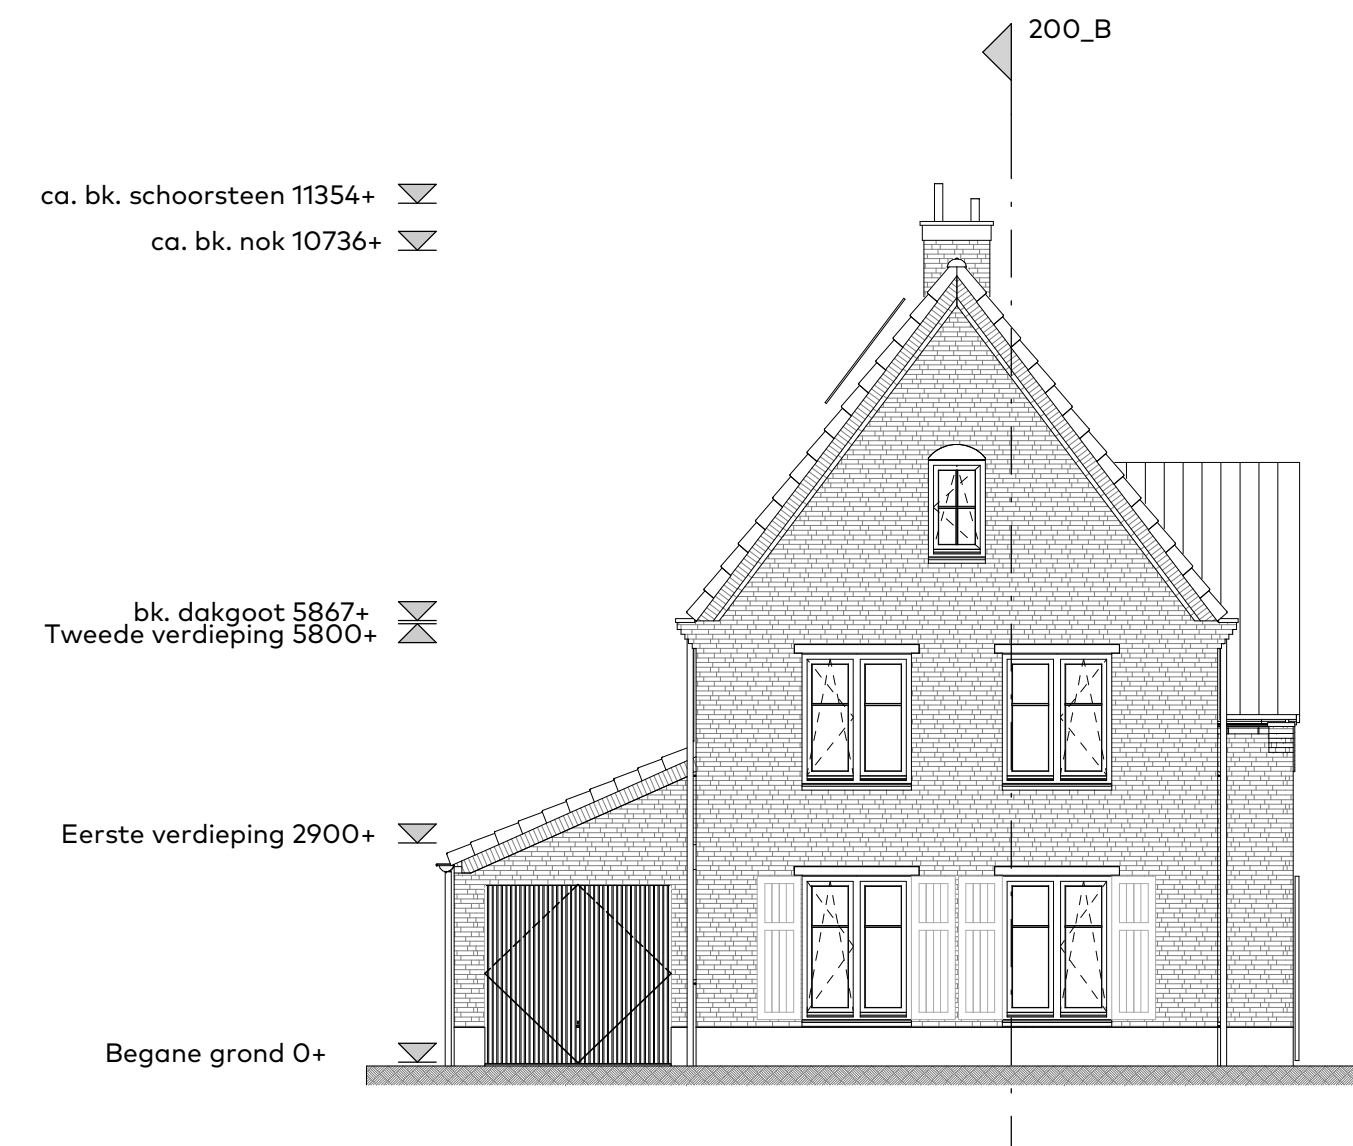 200_B
ca. bk. schoorsteen 11354+
ca. bk. nok 10736+
bk. dakgoot 5867+
Tweede verdieping 5800+
Eerste verdieping 2900+
Begane grond 0+